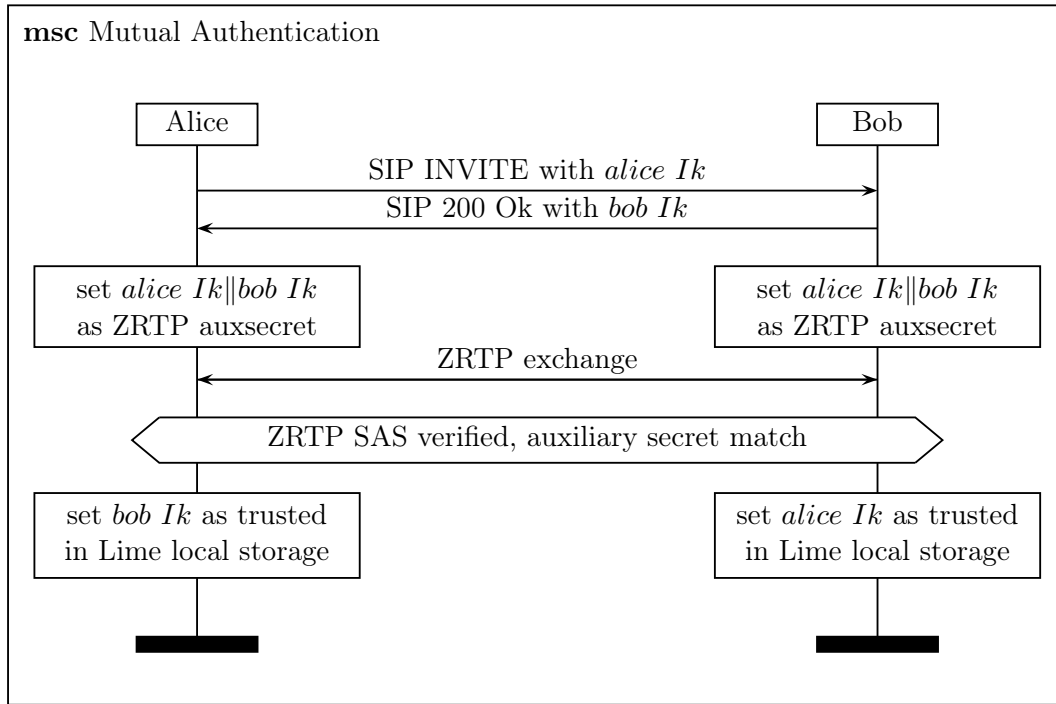 msc Mutual Authentication
Alice
Bob
SIP INVITE with alice Ik
SIP 200 Ok with bob Ik
set alice Ik∥bob Ik
as ZRTP auxsecret
set alice Ik∥bob Ik
as ZRTP auxsecret
ZRTP exchange
ZRTP SAS verified, auxiliary secret match
set bob Ik as trusted
in Lime local storage
set alice Ik as trusted
in Lime local storage